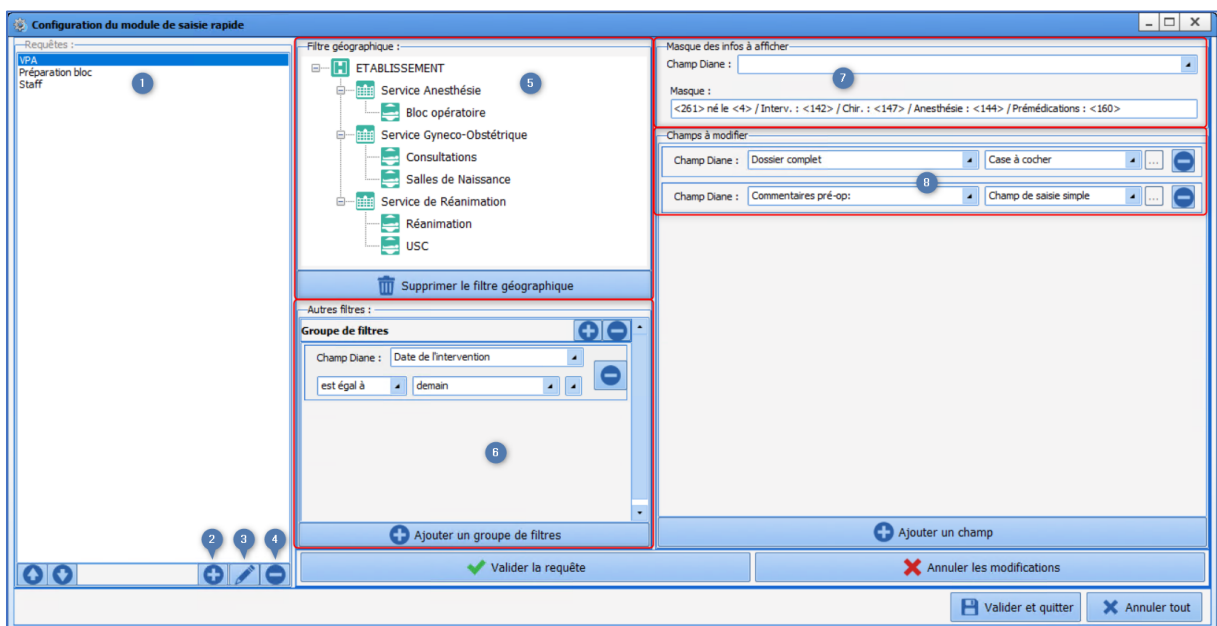 Configuration du module de saisie rapide
Requêtes :
VPA
Préparation bloc
Staff
1
2
3
4
Filtre géographique :
ETABLISSEMENT
Service Anesthésie
5
Bloc opératoire
Service Gyneco-Obstétrique
Consultations
Salles de Naissance
Service de Réanimation
Réanimation
USC
Supprimer le filtre géographique
Autres filtres :
Groupe de filtres
Champ Diane : Date de l'intervention
est égal à demain
6
Ajouter un groupe de filtres
Masque des infos à afficher
Champ Diane :
7
Masque :
<261> né le <4> / Interv. : <142> / Chir. : <147> / Anesthésie : <144> / Prémédications : <160>
Champs à modifier
Champ Diane : Dossier complet Case à cocher ...
8
Champ Diane : Commentaires pré-op: Champ de saisie simple ...
Ajouter un champ
Valider la requête
Annuler les modifications
Valider et quitter
Annuler tout